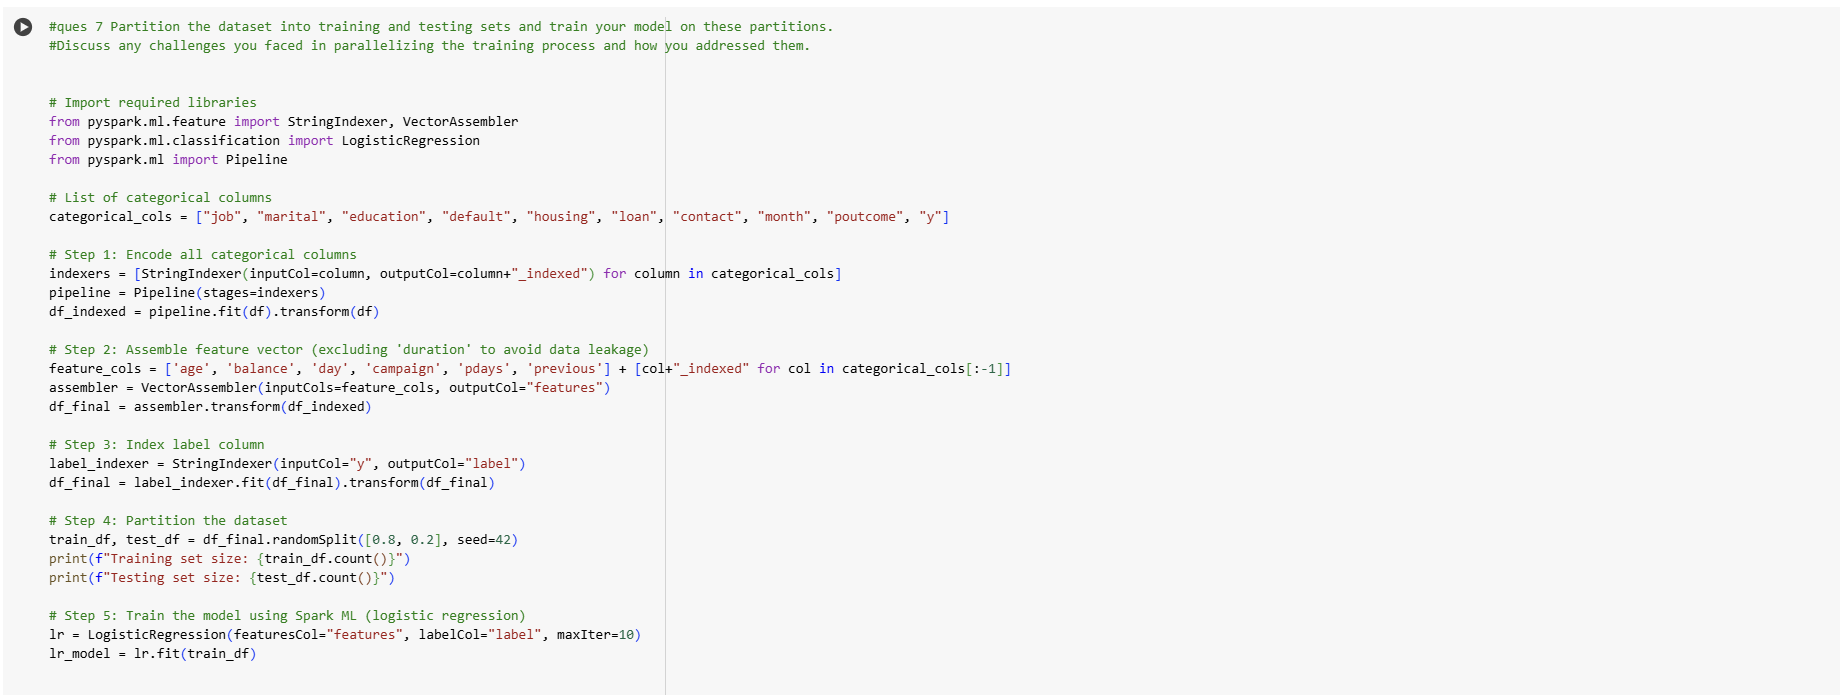 #ques 7 Partition the dataset into training and testing sets and train your model on these partitions.
#Discuss any challenges you faced in parallelizing the training process and how you addressed them.
# Import required libraries
from pyspark.ml.feature import StringIndexer, VectorAssembler
from pyspark.ml.classification import LogisticRegression
from pyspark.ml import Pipeline
# List of categorical columns
categorical_cols = ["job", "marital", "education", "default", "housing", "loan", "contact", "month", "poutcome", "y"]
# Step 1: Encode all categorical columns
indexers = [StringIndexer(inputCol=column, outputCol=column+"_indexed") for column in categorical_cols]
pipeline = Pipeline(stages=indexers)
df_indexed = pipeline.fit(df).transform(df)
# Step 2: Assemble feature vector (excluding 'duration' to avoid data leakage)
feature_cols = ['age', 'balance', 'day', 'campaign', 'pdays', 'previous'] + [col+"_indexed" for col in categorical_cols[:-1]]
assembler = VectorAssembler(inputCols=feature_cols, outputCol="features")
df_final = assembler.transform(df_indexed)
# Step 3: Index label column
label_indexer = StringIndexer(inputCol="y", outputCol="label")
df_final = label_indexer.fit(df_final).transform(df_final)
# Step 4: Partition the dataset
train_df, test_df = df_final.randomSplit([0.8, 0.2], seed=42)
print(f"Training set size: {train_df.count()}")
print(f"Testing set size: {test_df.count()}")
# Step 5: Train the model using Spark ML (logistic regression)
lr = LogisticRegression(featuresCol="features", labelCol="label", maxIter=10)
lr_model = lr.fit(train_df)